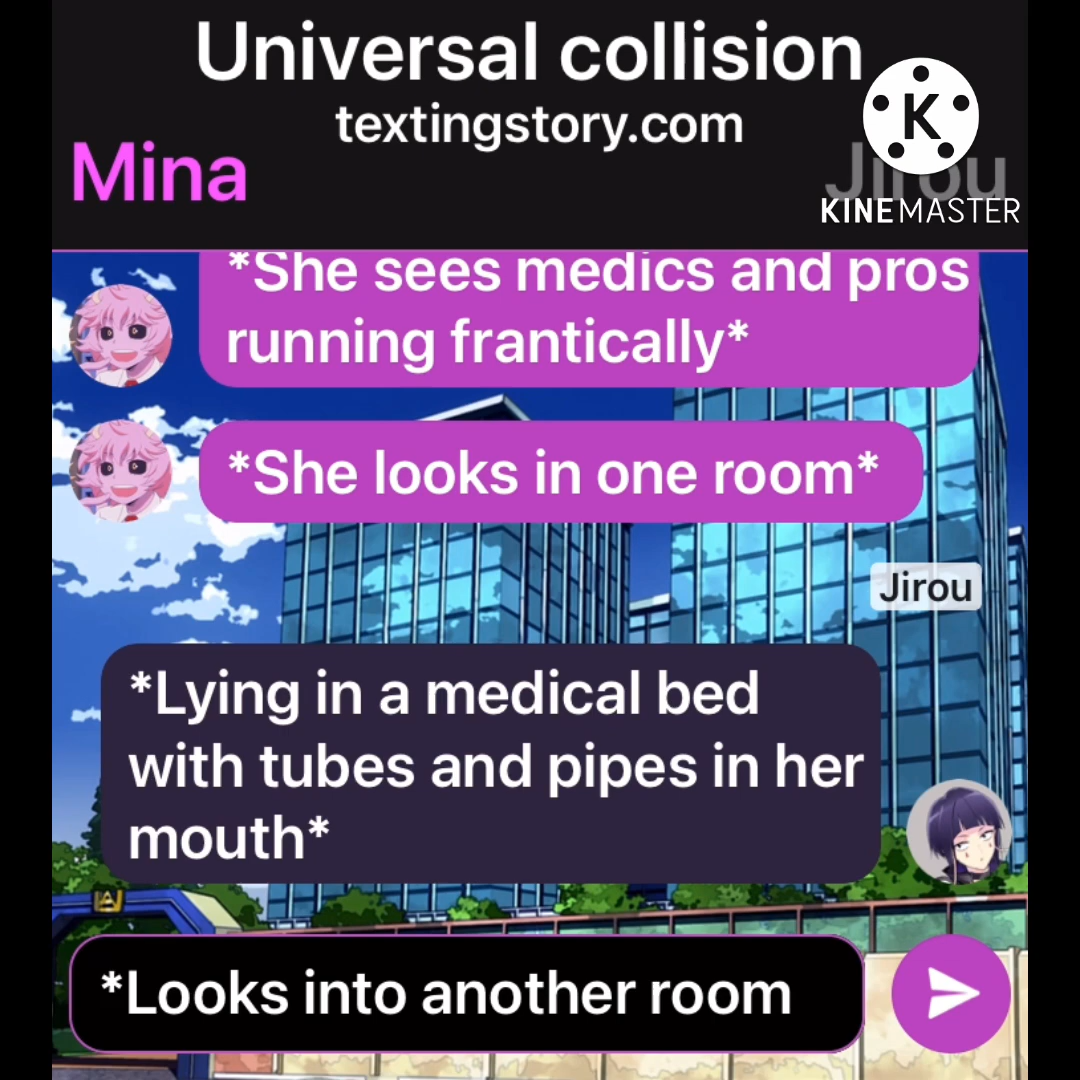 Universal collision
textingstory.com
Mina
Jirou
K
KINEMASTER
*She sees medics and pros
running frantically*
*She looks in one room*
Jirou
*Lying in a medical bed
with tubes and pipes in her
mouth*
*Looks into another room